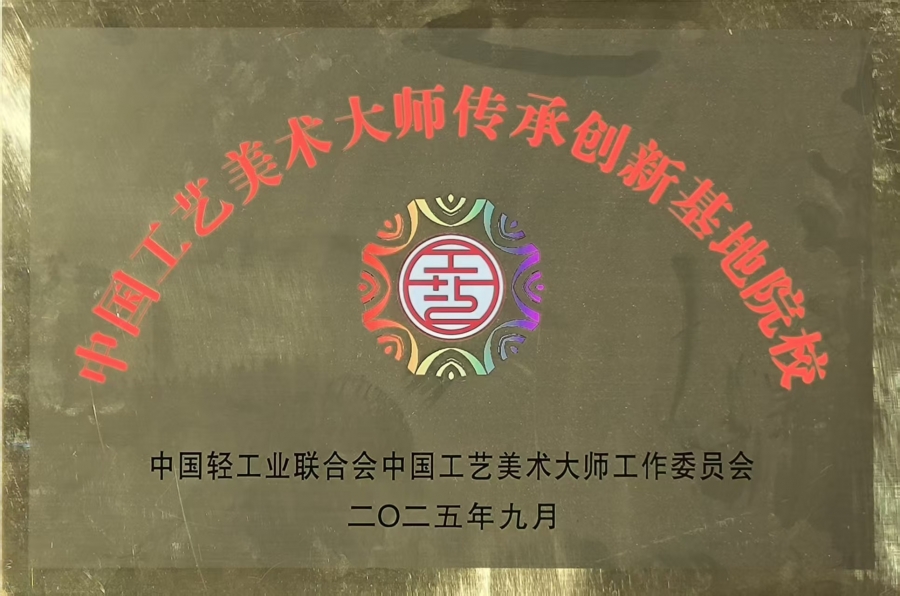 中国工艺美术大师传承创新基地院校
工艺
中国轻工业联合会中国工艺美术大师工作委员会
二〇二五年九月